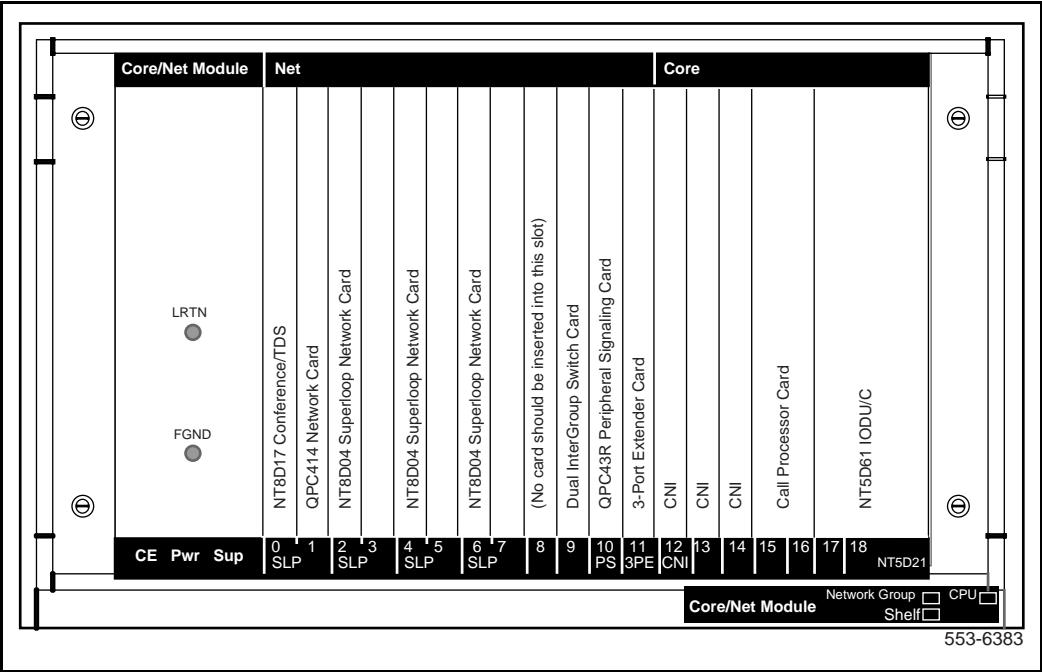 Core/Net Module Net Core
LRTN
FGND
NT8D17 Conference/TDS
QPC414 Network Card
NT8D04 Superloop Network Card
NT8D04 Superloop Network Card
NT8D04 Superloop Network Card
(No card should be inserted into this slot)
Dual InterGroup Switch Card
QPC43R Peripheral Signaling Card
3-Port Extender Card
CNI
CNI
CNI
Call Processor Card
NT5D61 IODU/C
CE Pwr Sup
0 1 2 3 4 5 6 7 8 9 10 11 12 13 14 15 16 17 18
SLP SLP SLP SLP PS 3PE CNI NT5D21
Core/Net Module
Network Group CPU
Shelf
553-6383